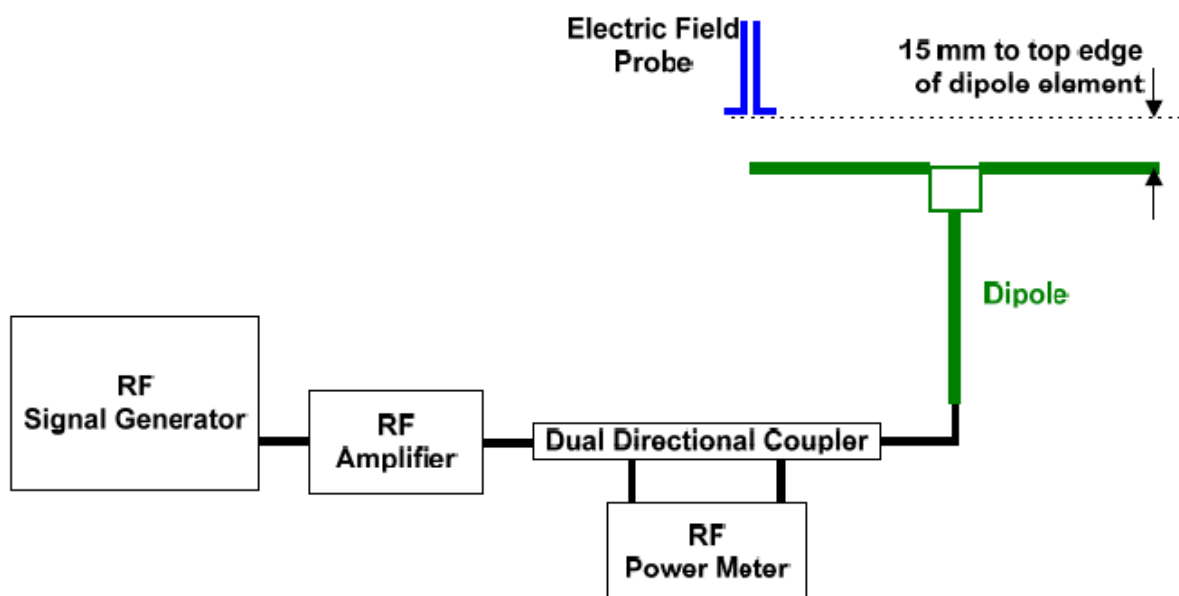 Electric Field
Probe
15 mm to top edge
of dipole element
Dipole
RF
Signal Generator
RF
Amplifier
Dual Directional Coupler
RF
Power Meter